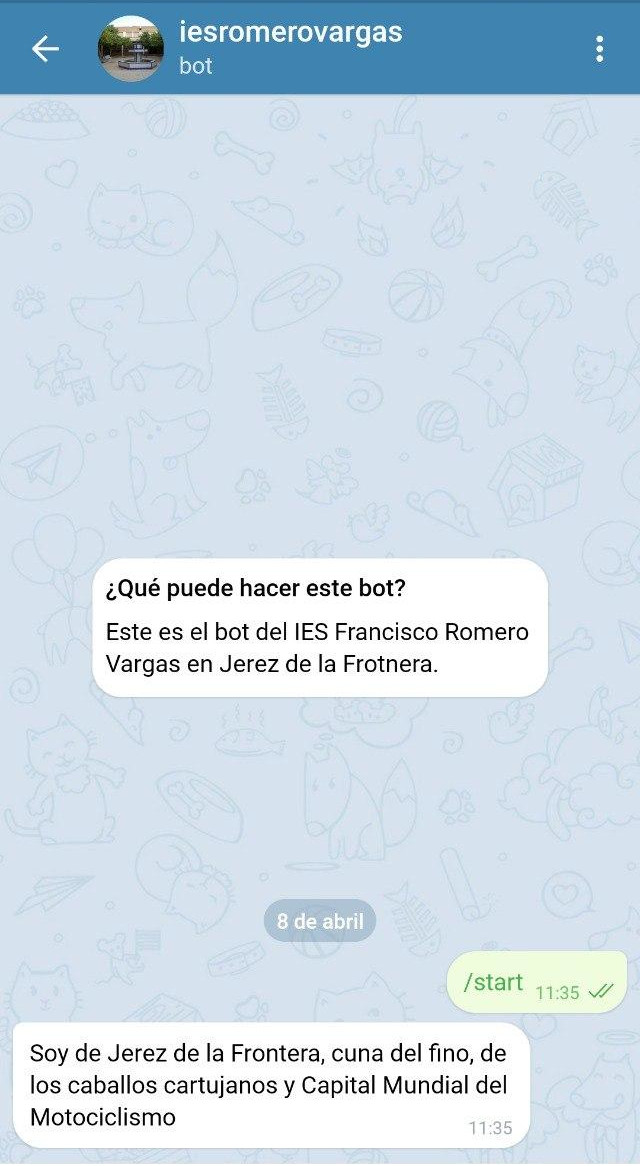 iesromerovargas
bot
¿Qué puede hacer este bot?
Este es el bot del IES Francisco Romero
Vargas en Jerez de la Frotnera.
8 de abril
/start 11:35
Soy de Jerez de la Frontera, cuna del fino, de
los caballos cartujanos y Capital Mundial del
Motociclismo
11:35